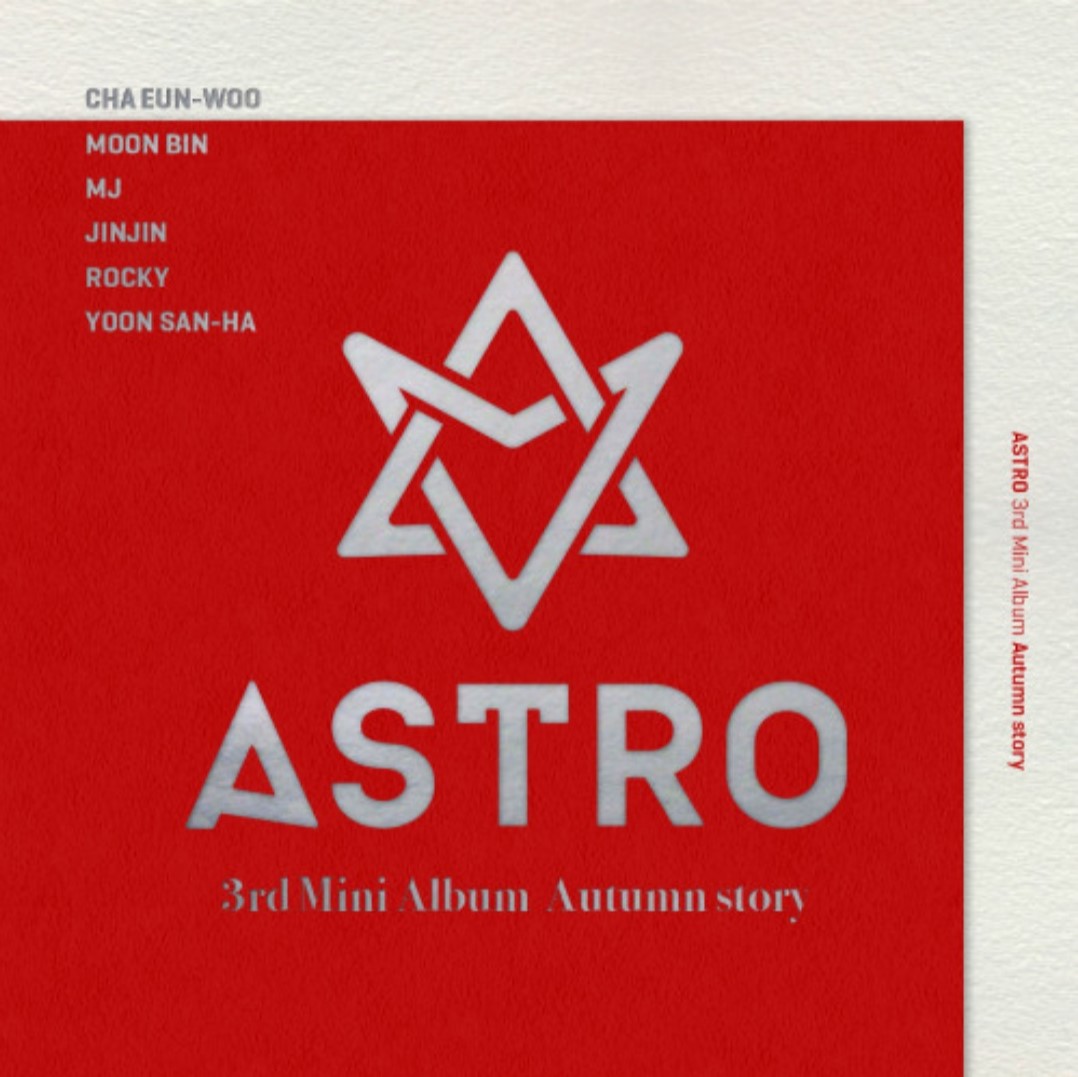 CHA EUN-WOO
MOON BIN
MJ
JINJIN
ROCKY
YOON SAN-HA
ASTRO
3rd Mini Album Autumn story
ASTRO 3rd Mini Album Autumn story